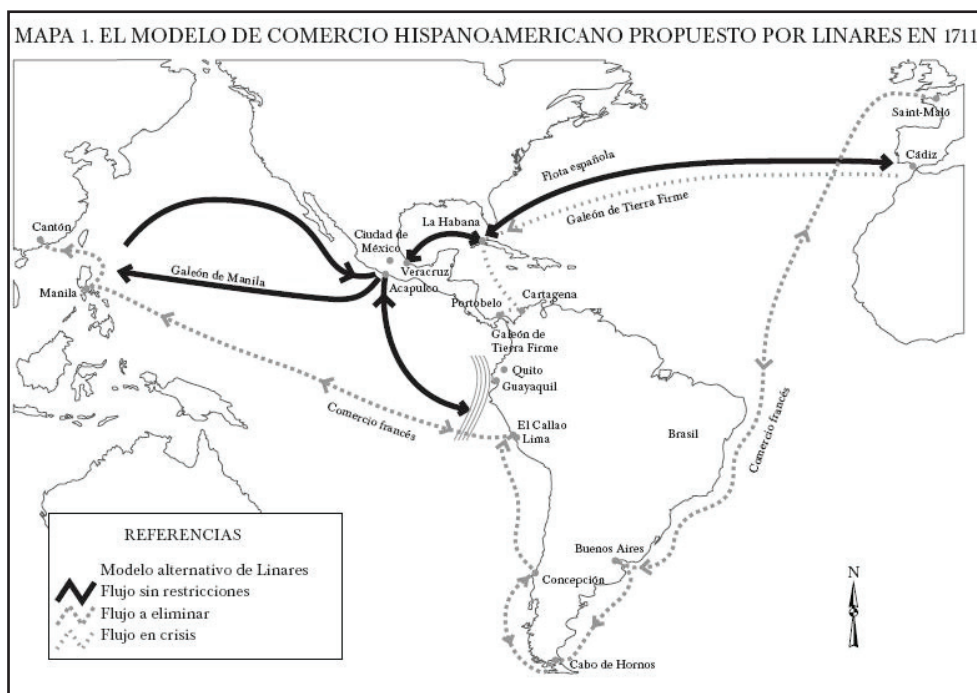 MAPA 1. EL MODELO DE COMERCIO HISPANOAMERICANO PROPUESTO POR LINARES EN 1711
Saint-Maló
Cádiz
Flota española
Galeón de Tierra Firme
La Habana
Cantón
Ciudad de
México
Veracruz
Galeón de Manila
Acapulco
Manila
Portobelo
Cartagena
Galeón de
Tierra Firme
Quito
Guayaquil
Comercio francés
El Callao
Lima
Brasil
Comercio francés
REFERENCIAS
Modelo alternativo de Linares
Flujo sin restricciones
Flujo a eliminar
Flujo en crisis
Buenos Aires
Concepción
N
Cabo de Hornos